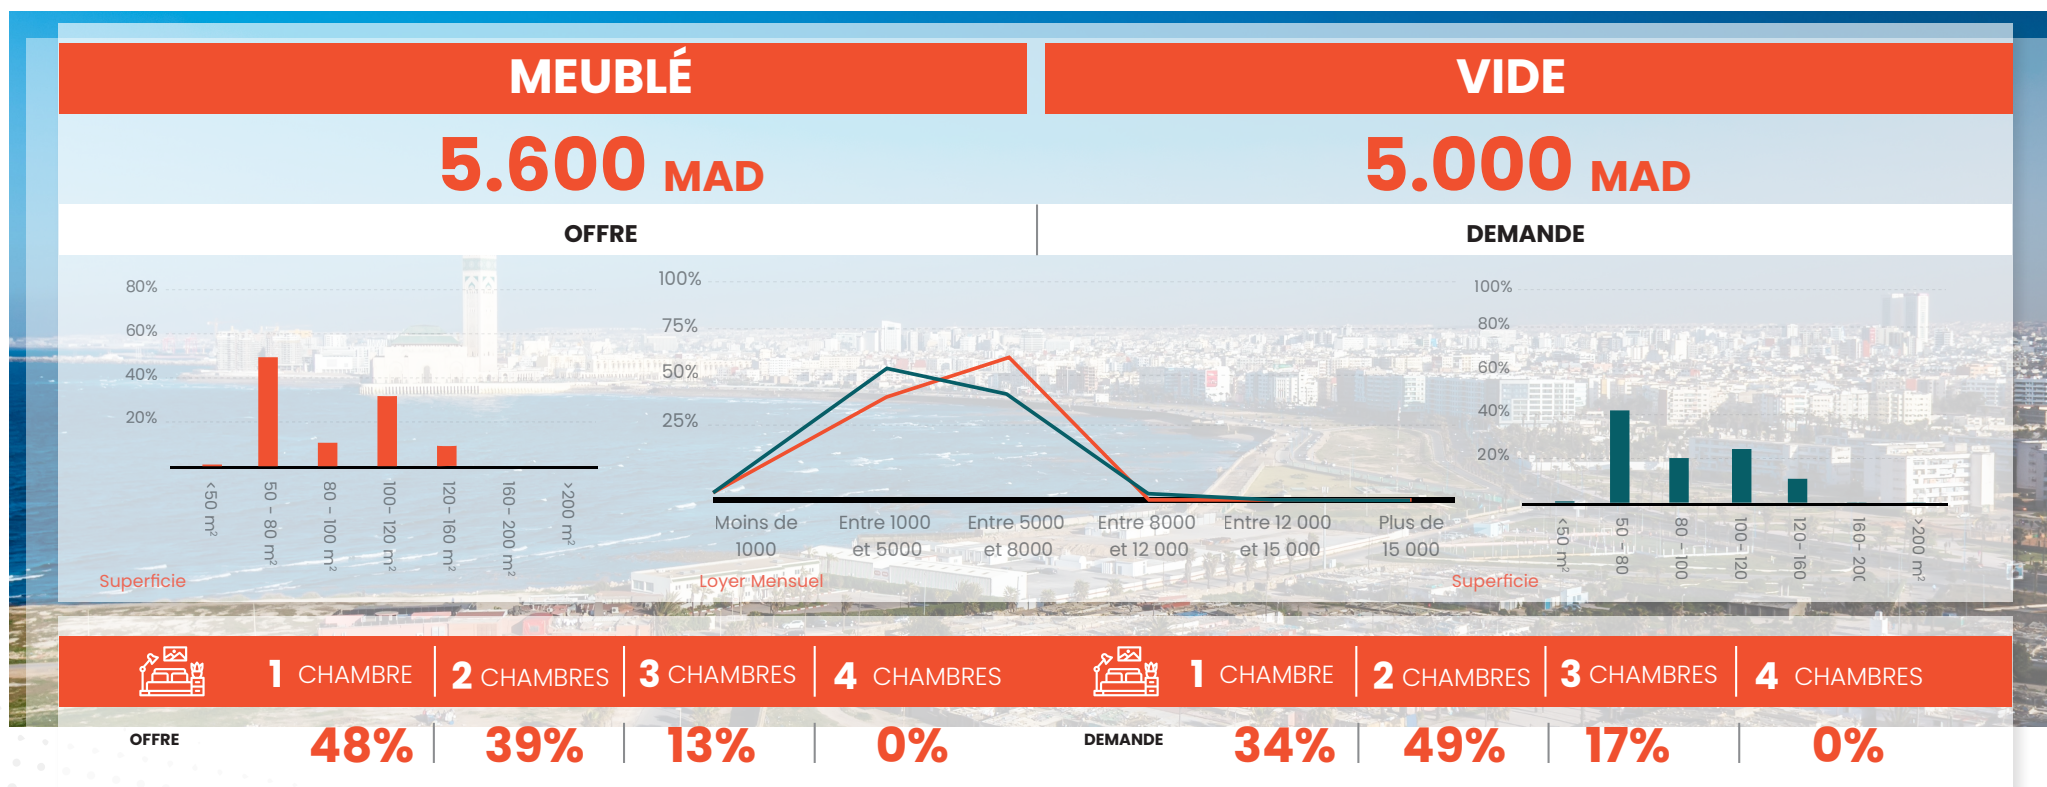 MEUBLÉ
VIDE
5.600 MAD
5.000 MAD
OFFRE
DEMANDE
80%
60%
40%
20%
<50 m²
50 - 80 m²
80 - 100 m²
100- 120 m²
120- 160 m²
160- 200 m²
>200 m²
Superficie
100%
75%
50%
25%
Moins de
1000
Entre 1000
et 5000
Entre 5000
et 8000
Entre 8000
et 12 000
Entre 12 000
et 15 000
Plus de
15 000
Loyer Mensuel
100%
80%
60%
40%
20%
<50 m²
50 - 80
80 - 100
100- 120
120- 160
160- 200
>200 m²
Superficie
1 CHAMBRE
2 CHAMBRES
3 CHAMBRES
4 CHAMBRES
1 CHAMBRE
2 CHAMBRES
3 CHAMBRES
4 CHAMBRES
OFFRE
48%
39%
13%
0%
DEMANDE
34%
49%
17%
0%